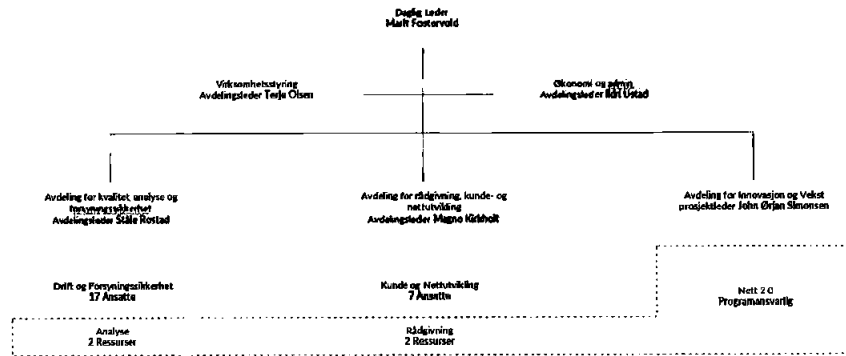 Daglig Leder
Marit Fostervold
Virksomhetsstyring
Avdelingsleder Terje Olsen
Økonomi og admin
Avdelingsleder Ildri Ustad
Avdeling for kvalitet, analyse og
forsyningssikkerhet
Avdelingsleder Ståle Rostad
Avdeling for rådgivning, kunde- og
nettutvikling
Avdelingsleder Magne Kirkholt
Avdeling for Innovasjon og Vekst
prosjektleder John Ørjan Simonsen
Drift og Forsyningssikkerhet
17 Ansatte
Kunde og Nettutvikling
7 Ansatte
Nett 2.0
Programansvarlig
Analyse
2 Ressurser
Rådgivning
2 Ressurser